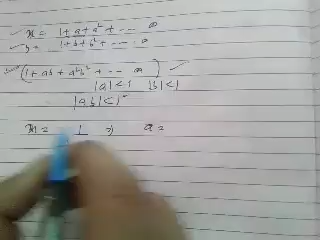 x = 1 + a + a² + --- ∞
y = 1 + b + b² + --- ∞
(1 + ab + a²b² + --- ∞) ✓
|a| < 1 |b| < 1
|ab| < 1
x = 1 ⇒ a =